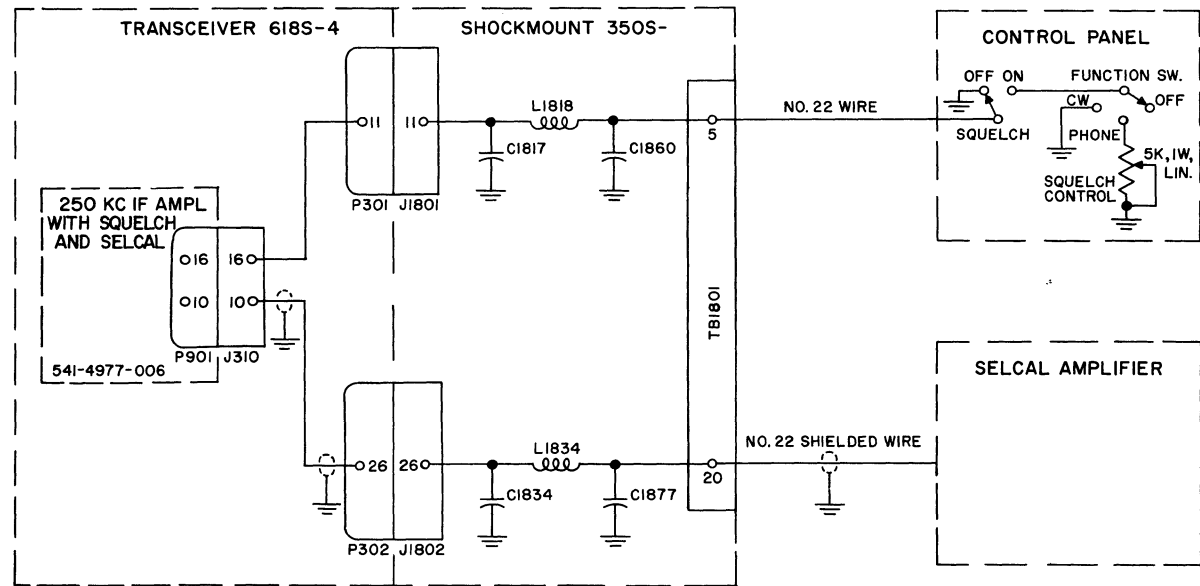 TRANSCEIVER 618S-4
SHOCKMOUNT 350S-
CONTROL PANEL
OFF ON
FUNCTION SW.
CW
OFF
SQUELCH
PHONE
5K, 1W,
LIN.
SQUELCH
CONTROL
L1818
11
11
C1817
C1860
5
NO. 22 WIRE
P301 J1801
250 KC IF AMPL
WITH SQUELCH
AND SELCAL
16
16
10
10
P901 J310
541-4977-006
TB1801
SELCAL AMPLIFIER
L1834
26
26
C1834
C1877
20
NO. 22 SHIELDED WIRE
P302 J1802